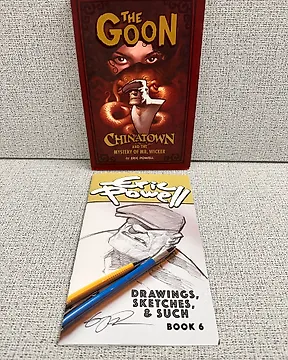 THE
GOON
CHINATOWN
AND THE
MYSTERY OF MR. WICKER
BY ERIC POWELL
Eric
Powell
DRAWINGS,
SKETCHES,
& SUCH
BOOK 6